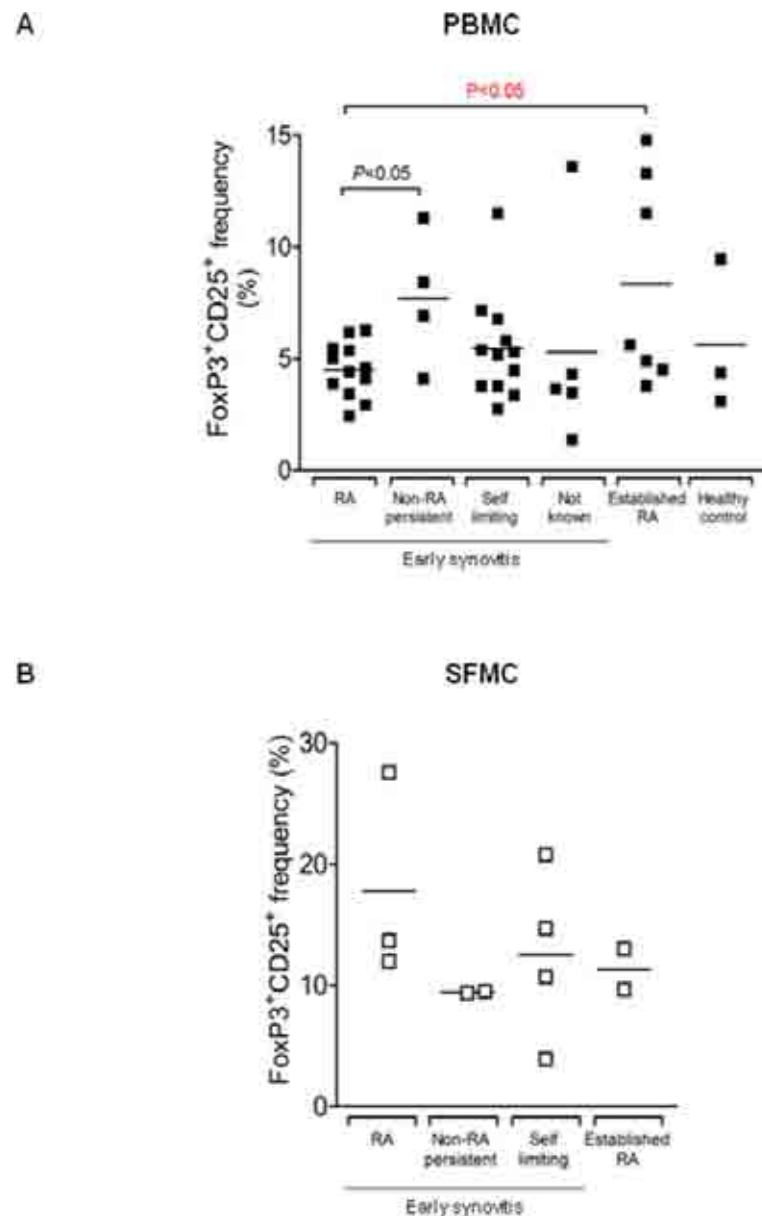 A
PBMC
P<0.05
P<0.05
FoxP3⁺CD25⁺ frequency
(%)
15
10
5
0
RA
Non-RA
persistent
Self
limiting
Not
known
Established
RA
Healthy
control
Early synovitis
B
SFMC
FoxP3⁺CD25⁺ frequency (%)
30
20
10
0
RA
Non-RA
persistent
Self
limiting
Established
RA
Early synovitis